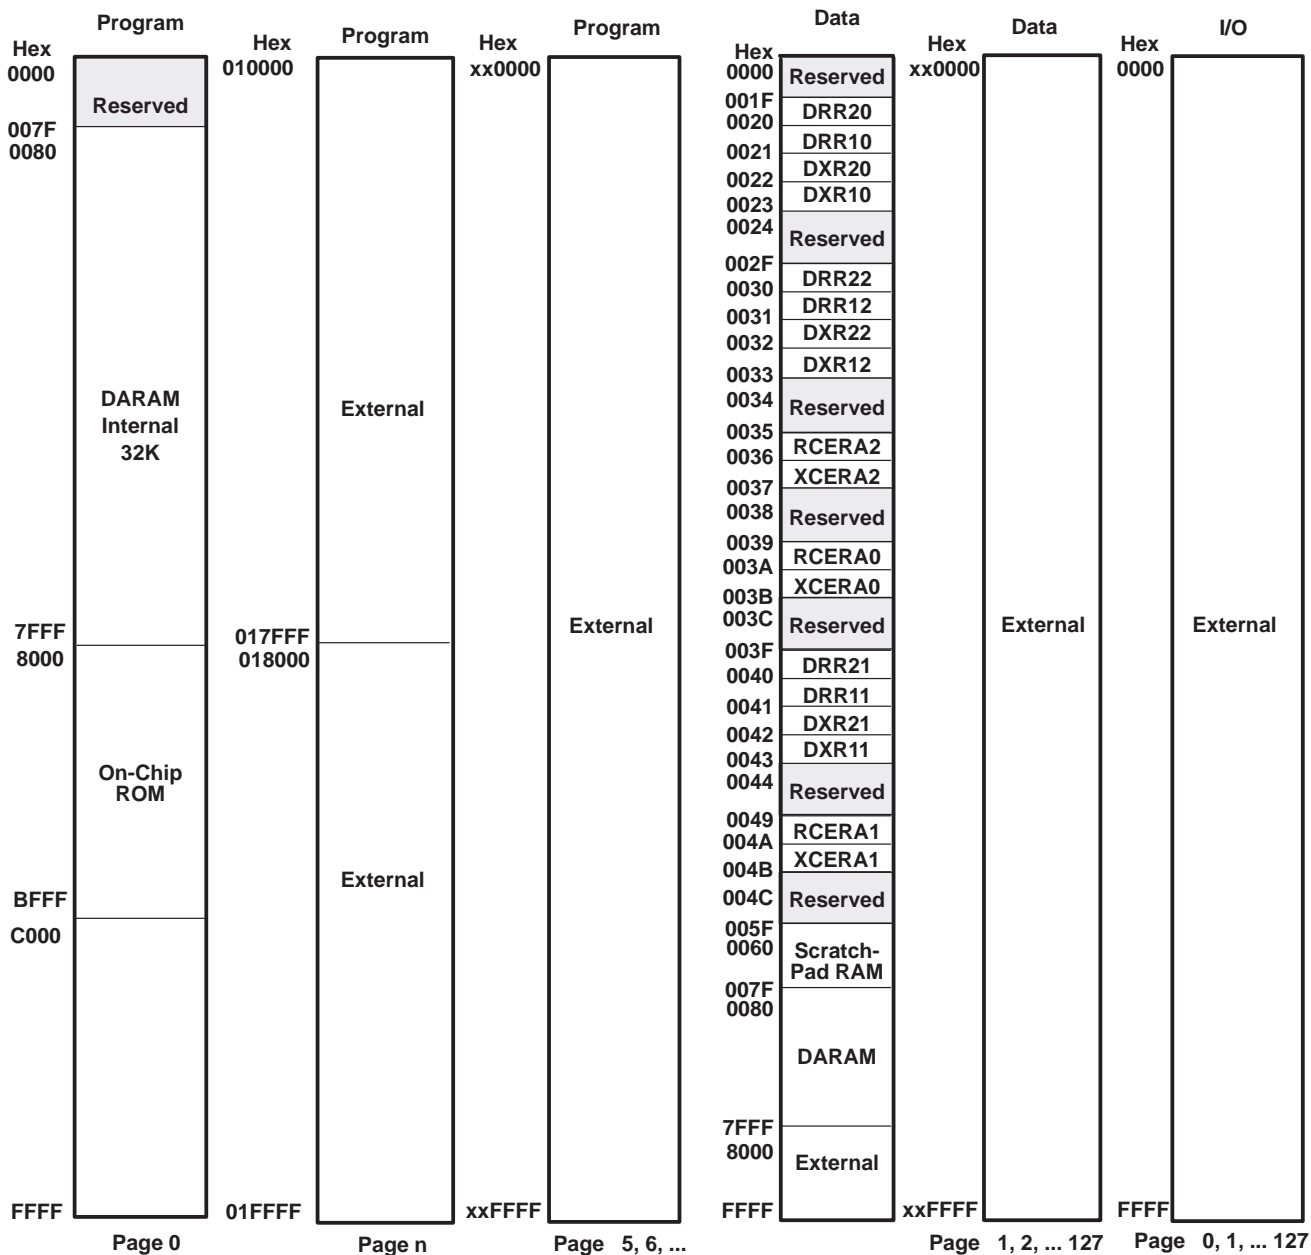 Program
Hex
0000
Reserved
007F
0080
DARAM
Internal
32K
7FFF
8000
On-Chip
ROM
BFFF
C000
FFFF
Page 0
Program
Hex
010000
External
017FFF
018000
External
01FFFF
Page n
Program
Hex
xx0000
External
xxFFFF
Page 5, 6, ...
Data
Hex
0000
Reserved
001F
0020
DRR20
DRR10
0021
DXR20
0022
DXR10
0023
0024
Reserved
002F
DRR22
0030
DRR12
0031
DXR22
0032
DXR12
0033
0034
Reserved
0035
RCERA2
0036
XCERA2
0037
0038
Reserved
0039
RCERA0
003A
XCERA0
003B
003C
Reserved
003F
DRR21
0040
DRR11
0041
DXR21
0042
DXR11
0043
0044
Reserved
0049
RCERA1
004A
XCERA1
004B
004C
Reserved
005F
0060
Scratch-
Pad RAM
007F
0080
DARAM
7FFF
8000
External
FFFF
Data
Hex
xx0000
External
xxFFFF
Page 1, 2, ... 127
I/O
Hex
0000
External
FFFF
Page 0, 1, ... 127